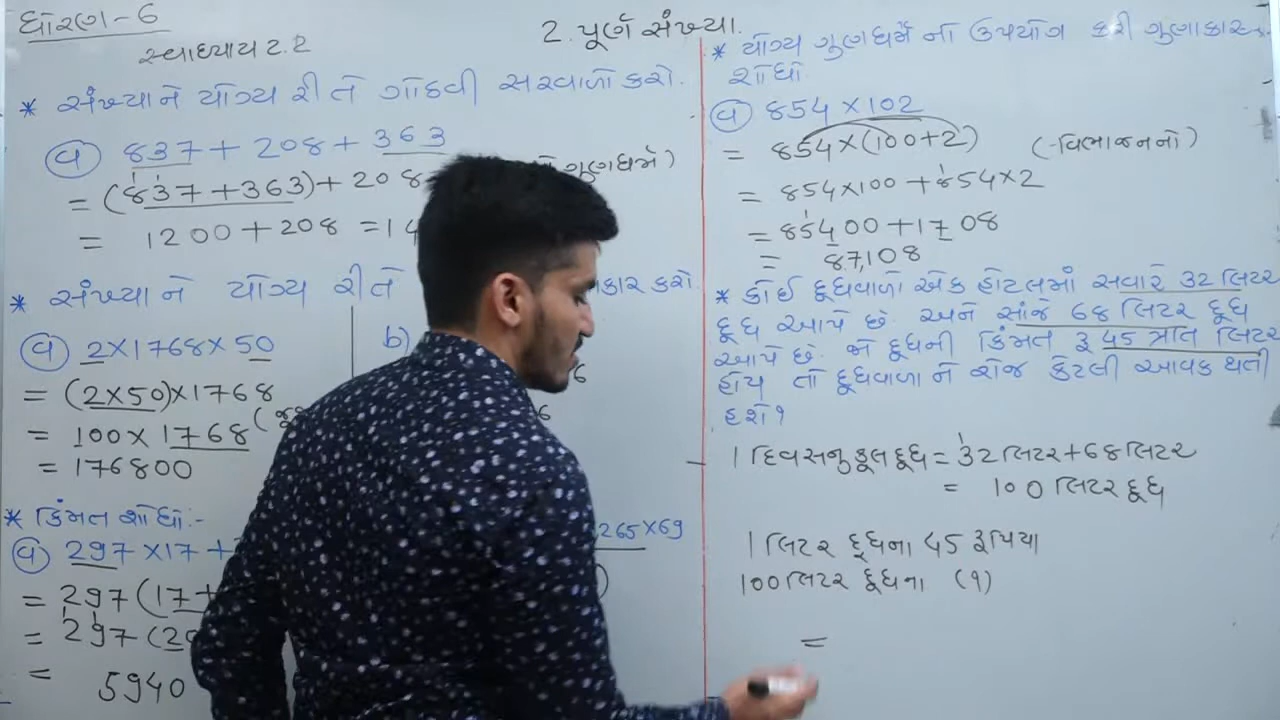 ધોરણ-6
2. પૂર્ણ સંખ્યા.
સ્વાધ્યાય 2.2
* સંખ્યાને યોગ્ય રીતે ગોઠવી સરવાળો કરો.
(a) 837 + 208 + 363
= (837 + 363) + 208
ગુણધર્મ)
= 1200 + 208 = 14
* સંખ્યાને યોગ્ય રીતે
કાર કરો.
(a) 2 × 1768 × 50
= (2 × 50) × 1768
= 100 × 1768
= 176800
b)
6
6
* કિંમત શોધો:-
(a) 297 × 17 +
= 297 (17 +
= 297 (20
= 5940
265 × 69
)
* યોગ્ય ગુણધર્મ નો ઉપયોગ કરી ગુણાકાર
શોધો
(a) 854 × 102
= 854 × (100 + 2) (-વિભાજનનો)
= 854 × 100 + 854 × 2
= 85400 + 1708
= 87,108
* કોઈ દૂધવાળો એક હોટલમાં સવારે 32 લિટર
દૂધ આપે છે. અને સાંજે 68 લિટર દૂધ
આપે છે. જો દૂધની કિંમત રૂ 45 પ્રતિ લિટર
હોય તો દૂધવાળા ને રોજ કેટલી આવક થતી
હશે?
1 દિવસનુ કૂલ દૂધ = 32 લિટર + 68 લિટર
= 100 લિટર દૂધ
1 લિટર દૂધના 45 રૂપિયા
100 લિટર દૂધના (?)
=